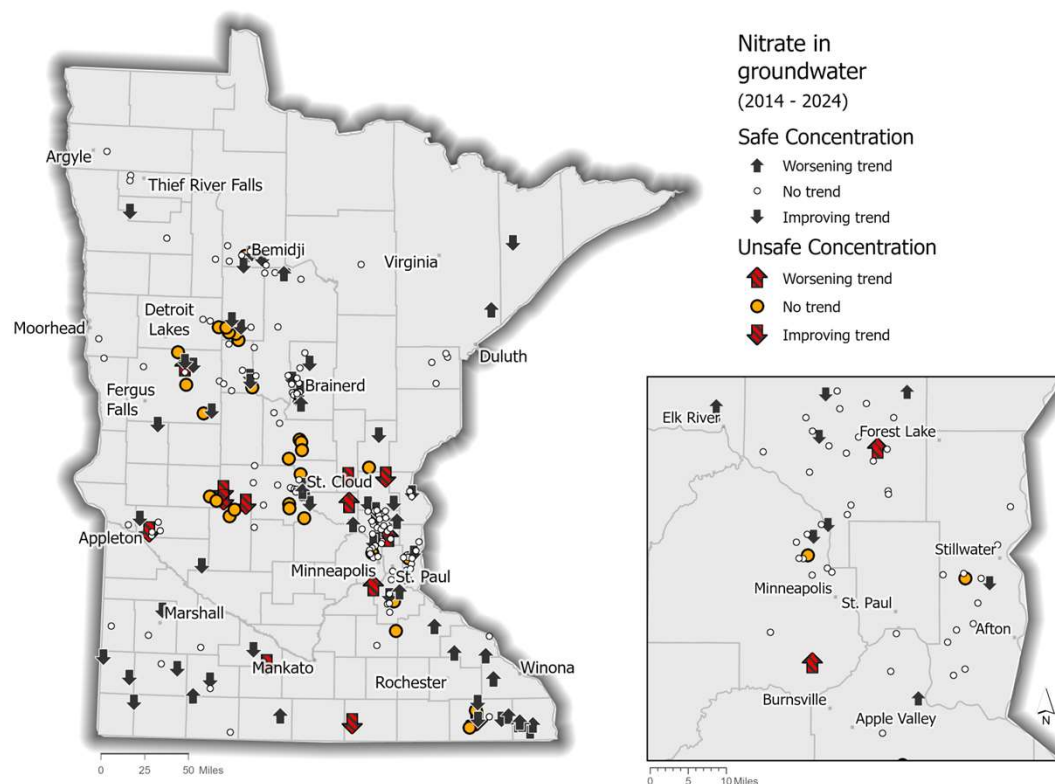 Nitrate in
groundwater
(2014 - 2024)
Safe Concentration
Worsening trend
No trend
Improving trend
Unsafe Concentration
Worsening trend
No trend
Improving trend
Argyle
Thief River Falls
Bemidji
Virginia
Detroit
Lakes
Moorhead
Duluth
Fergus
Falls
Brainerd
St. Cloud
Appleton
Minneapolis
St. Paul
Marshall
Mankato
Rochester
Winona
0 25 50 Miles
Elk River
Forest Lake
Stillwater
Minneapolis
St. Paul
Afton
Burnsville
Apple Valley
N
0 5 10 Miles